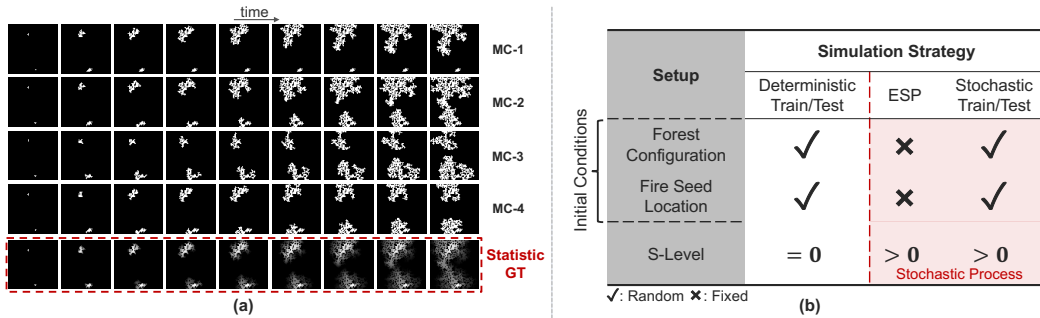 time
MC-1
MC-2
MC-3
MC-4
Statistic
GT
(a)
Setup
Simulation Strategy
Deterministic
Train/Test
ESP
Stochastic
Train/Test
Initial Conditions
Forest
Configuration
✓ ✖ ✓
Fire Seed
Location
✓ ✖ ✓
S-Level
= 0
> 0
> 0
Stochastic Process
✓: Random ✖: Fixed
(b)